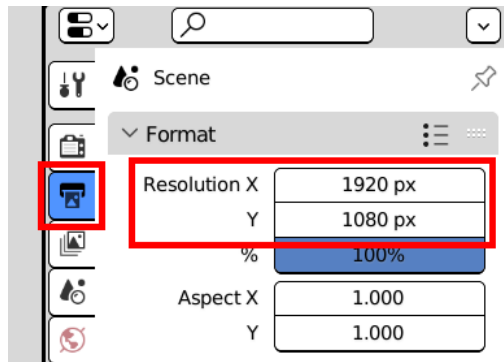 Scene
Format
Resolution X 1920 px
Y 1080 px
% 100%
Aspect X 1.000
Y 1.000